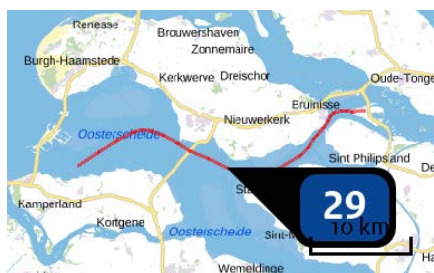 Renesse
Brouwershaven
Zonnemaire
Burgh-Haamstede
Kerkwerve Dreischor
Oude-Tonge
Bruinisse
Nieuwerkerk
Oosterschelde
Sint Philipsland
Kamperland
29
Kortgene
Oosterschelde
10 km
Wemeldinge